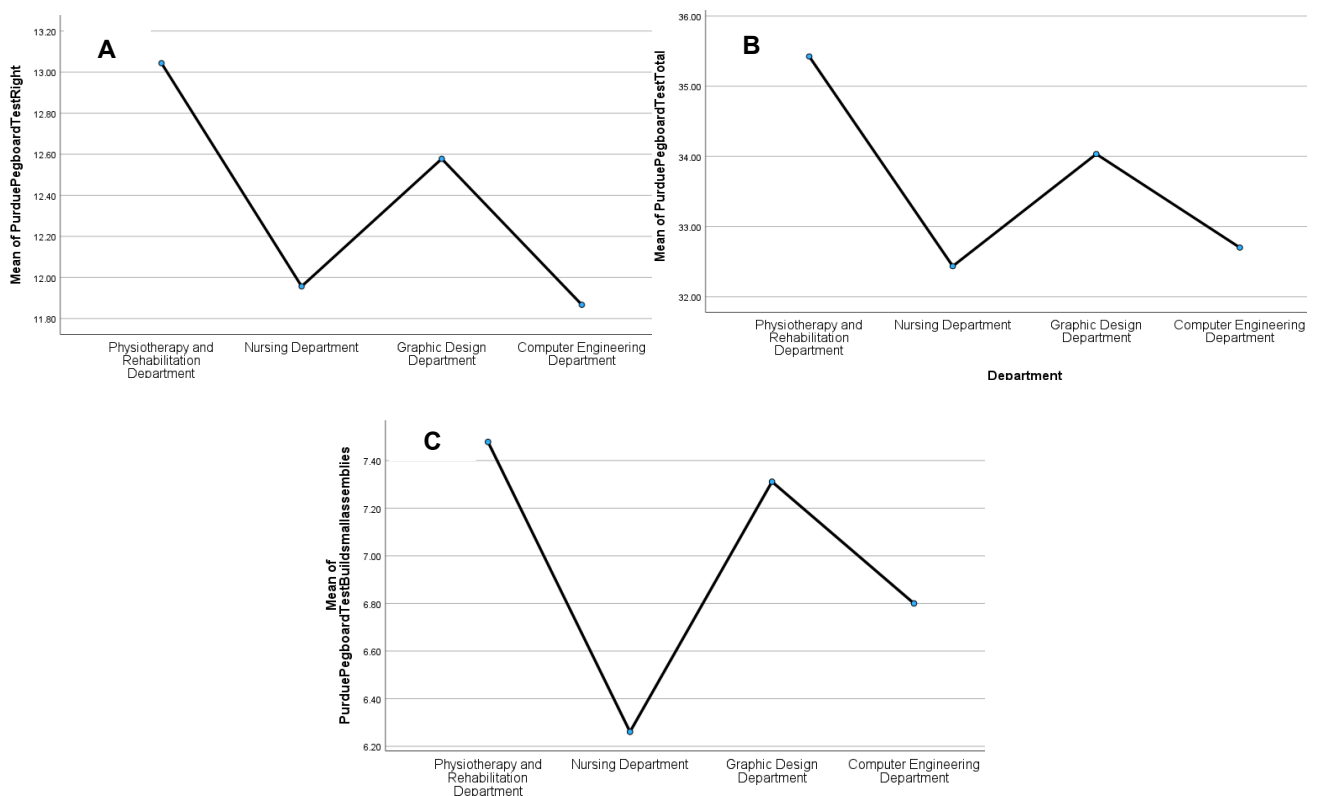 A
Mean of PurduePegboardTestRight
13.20
13.00
12.80
12.60
12.40
12.20
12.00
11.80
Physiotherapy and
Rehabilitation
Department
Nursing Department
Graphic Design
Department
Computer Engineering
Department
B
Mean of PurduePegboardTestTotal
36.00
35.00
34.00
33.00
32.00
Physiotherapy and
Rehabilitation
Department
Nursing Department
Graphic Design
Department
Computer Engineering
Department
Department
C
Mean of
PurduePegboardTestBuildsmallassemblies
7.40
7.20
7.00
6.80
6.60
6.40
6.20
Physiotherapy and
Rehabilitation
Department
Nursing Department
Graphic Design
Department
Computer Engineering
Department